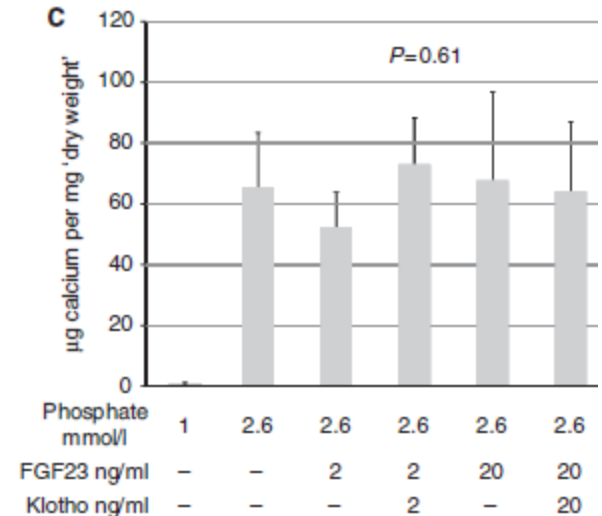 C
120
P=0.61
100
80
60
40
20
0
µg calcium per mg ‘dry weight’
Phosphate mmol/l 1 2.6 2.6 2.6 2.6 2.6
FGF23 ng/ml – – 2 2 20 20
Klotho ng/ml – – – 2 – 20